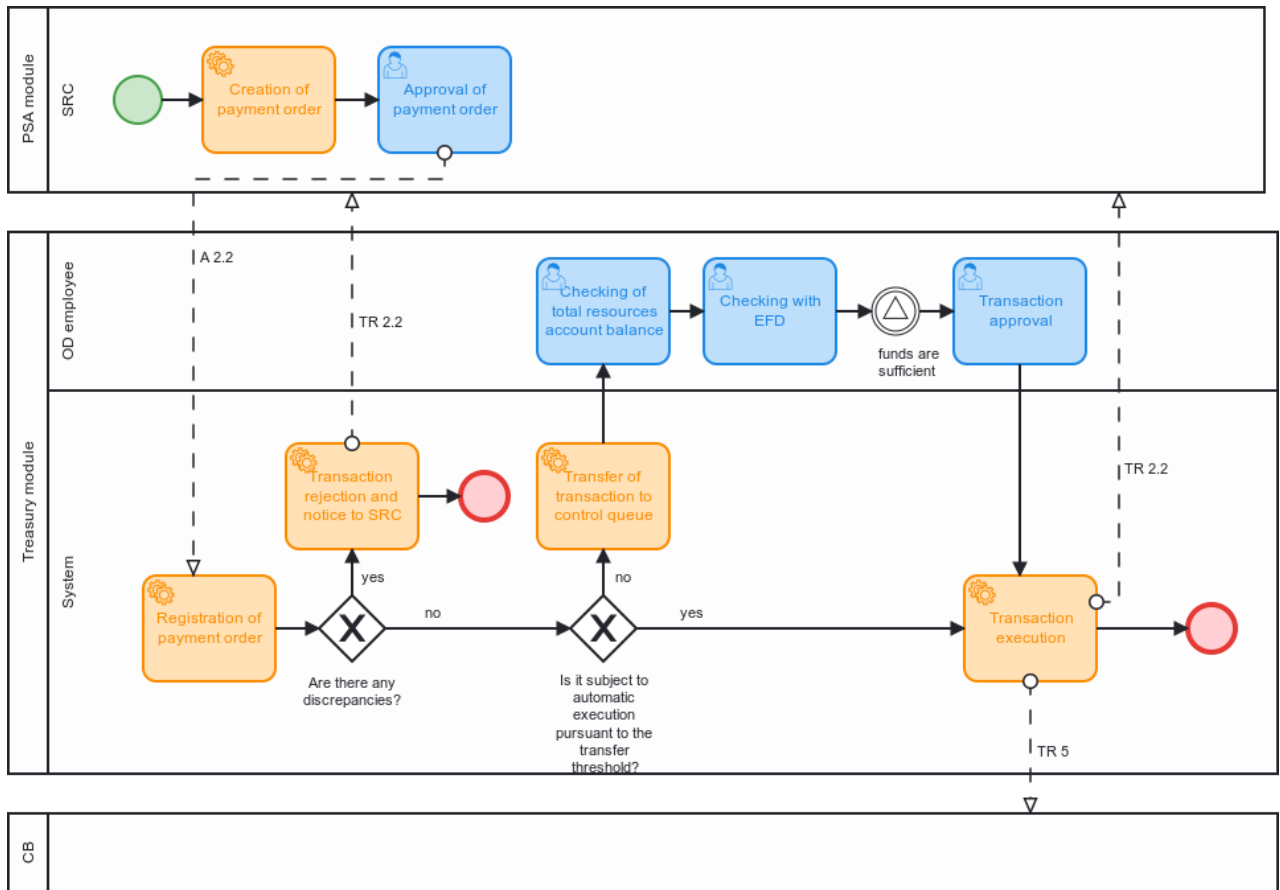 PSA module
SRC
Creation of
payment order
Approval of
payment order
A 2.2
TR 2.2
Treasury module
OD employee
Checking of
total resources
account balance
Checking with
EFD
funds are
sufficient
Transaction
approval
TR 2.2
System
Transaction
rejection and
notice to SRC
Transfer of
transaction to
control queue
yes
no
Registration of
payment order
no
yes
Transaction
execution
Are there any
discrepancies?
Is it subject to
automatic
execution
pursuant to the
transfer
threshold?
TR 5
CB